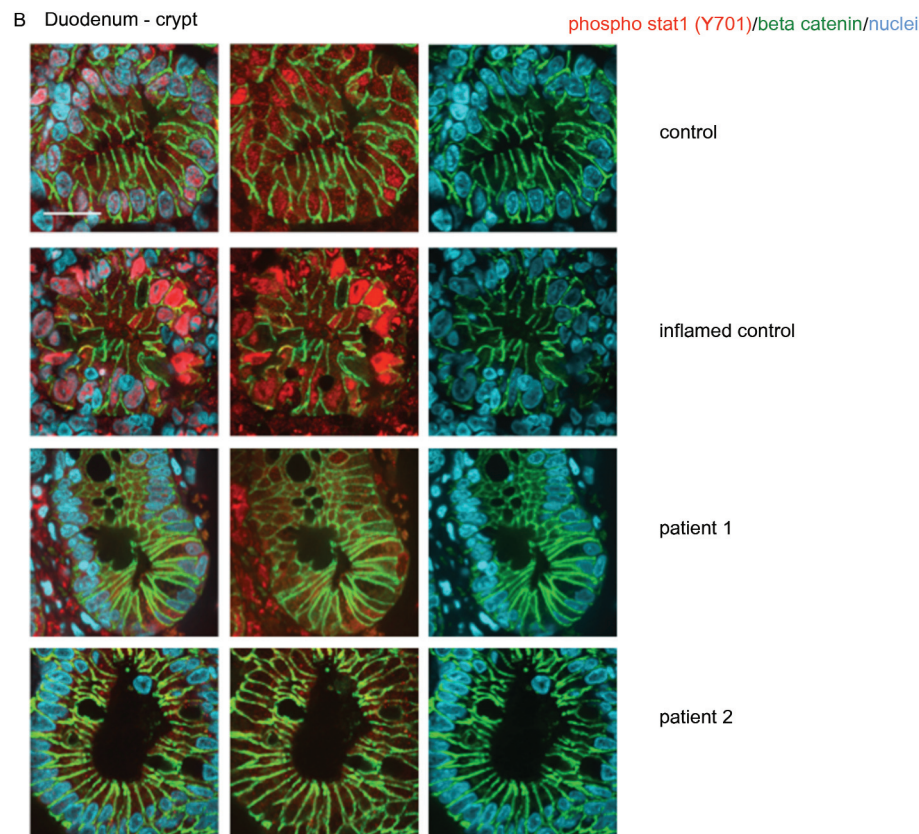 B Duodenum - crypt
phospho stat1 (Y701)/beta catenin/nuclei
control
inflamed control
patient 1
patient 2